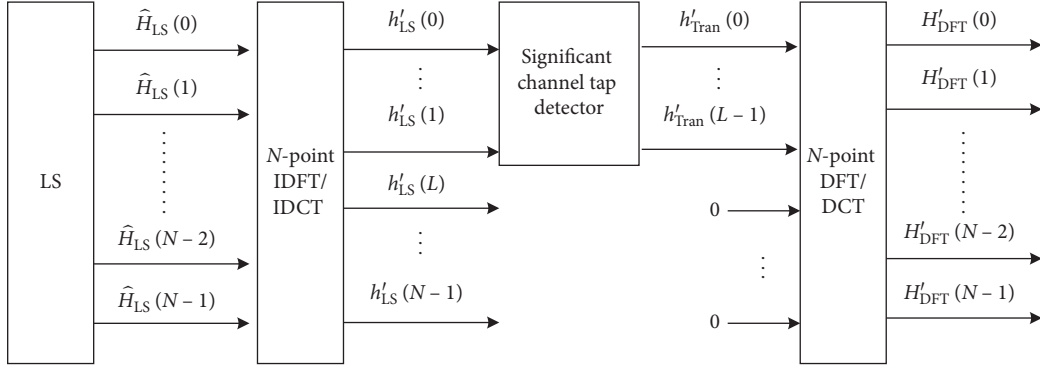 LS
Ĥ_LS (0)
Ĥ_LS (1)
Ĥ_LS (N – 2)
Ĥ_LS (N – 1)
N-point
IDFT/
IDCT
h′_LS (0)
h′_LS (1)
h′_LS (L)
h′_LS (N – 1)
Significant
channel tap
detector
h′_Tran (0)
h′_Tran (L – 1)
0
0
N-point
DFT/
DCT
H′_DFT (0)
H′_DFT (1)
H′_DFT (N – 2)
H′_DFT (N – 1)